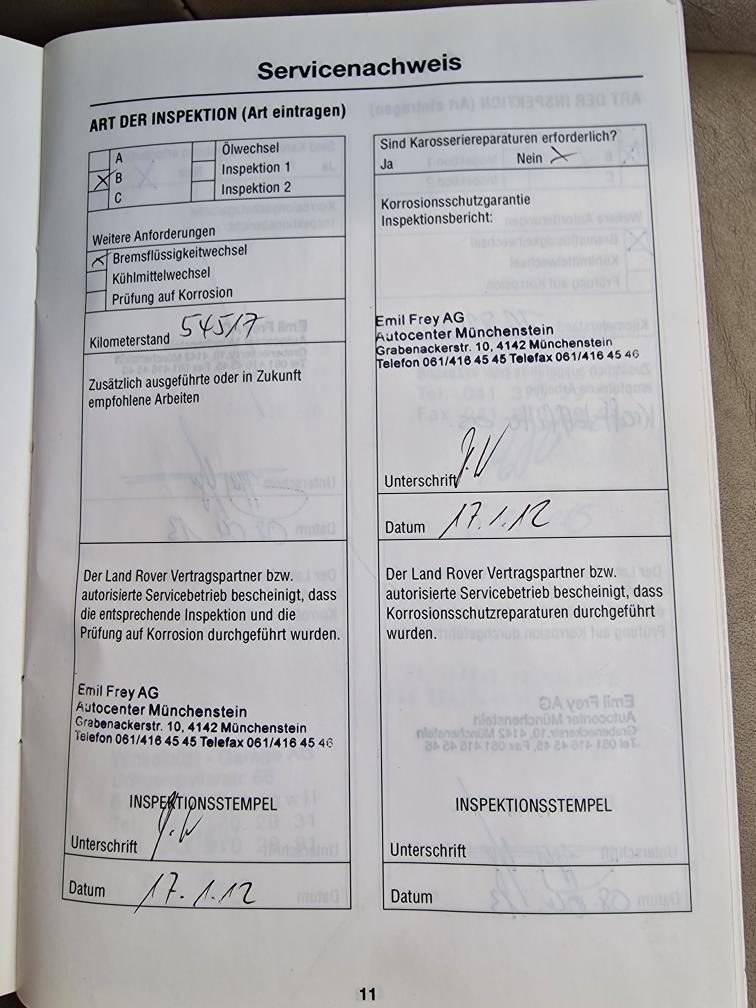 Servicenachweis
ART DER INSPEKTION (Art eintragen)
A
B
C
Ölwechsel
Inspektion 1
Inspektion 2
Weitere Anforderungen
Bremsflüssigkeitwechsel
Kühlmittelwechsel
Prüfung auf Korrosion
Kilometerstand 54517
Zusätzlich ausgeführte oder in Zukunft
empfohlene Arbeiten
Der Land Rover Vertragspartner bzw.
autorisierte Servicebetrieb bescheinigt, dass
die entsprechende Inspektion und die
Prüfung auf Korrosion durchgeführt wurden.
Emil Frey AG
Autocenter Münchenstein
Grabenackerstr. 10, 4142 Münchenstein
Telefon 061/416 45 45 Telefax 061/416 45 46
INSPEKTIONSSTEMPEL
Unterschrift
Datum 17.1.12
Sind Karosseriereparaturen erforderlich?
Ja Nein
Korrosionsschutzgarantie
Inspektionsbericht:
Emil Frey AG
Autocenter Münchenstein
Grabenackerstr. 10, 4142 Münchenstein
Telefon 061/416 45 45 Telefax 061/416 45 46
Unterschrift
Datum 17.1.12
Der Land Rover Vertragspartner bzw.
autorisierte Servicebetrieb bescheinigt, dass
Korrosionsschutzreparaturen durchgeführt
wurden.
INSPEKTIONSSTEMPEL
Unterschrift
Datum
11